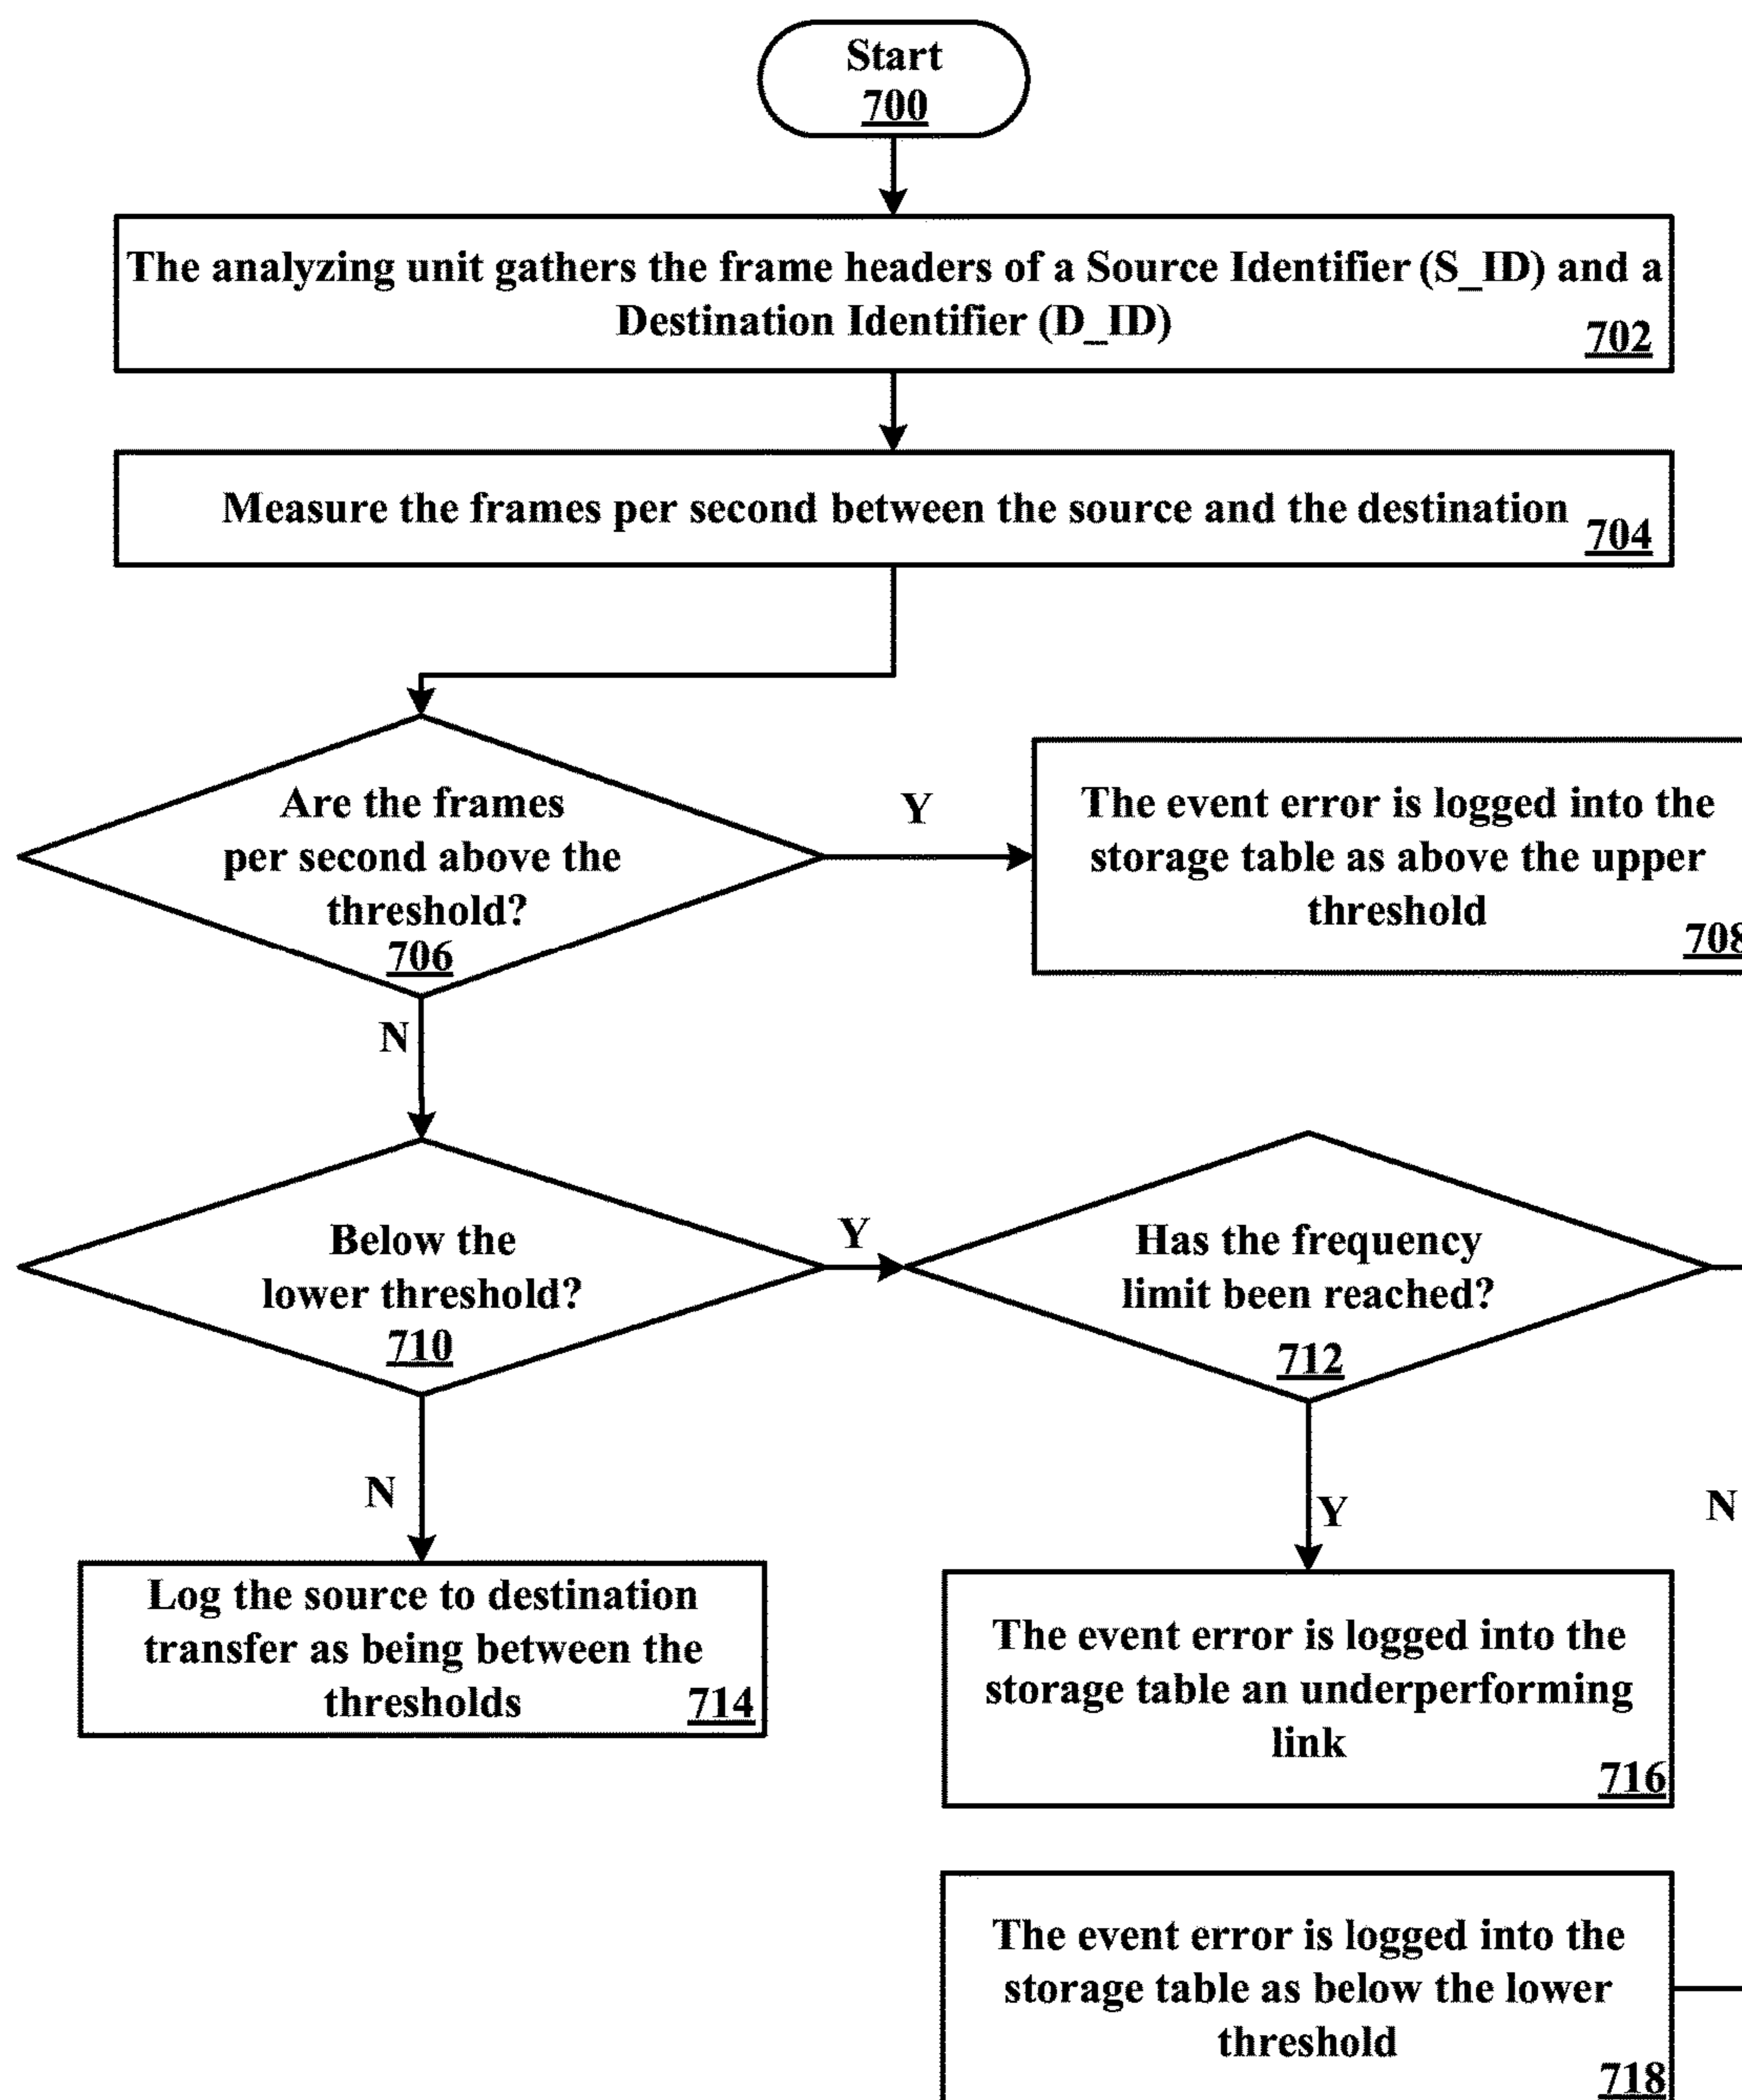 Start
700
The analyzing unit gathers the frame headers of a Source Identifier (S_ID) and a
Destination Identifier (D_ID)
702
Measure the frames per second between the source and the destination
704
Are the frames
per second above the
threshold?
706
Y
The event error is logged into the
storage table as above the upper
threshold
708
N
Below the
lower threshold?
710
Y
Has the frequency
limit been reached?
712
N
Y
N
Log the source to destination
transfer as being between the
thresholds
714
The event error is logged into the
storage table an underperforming
link
716
The event error is logged into the
storage table as below the lower
threshold
718